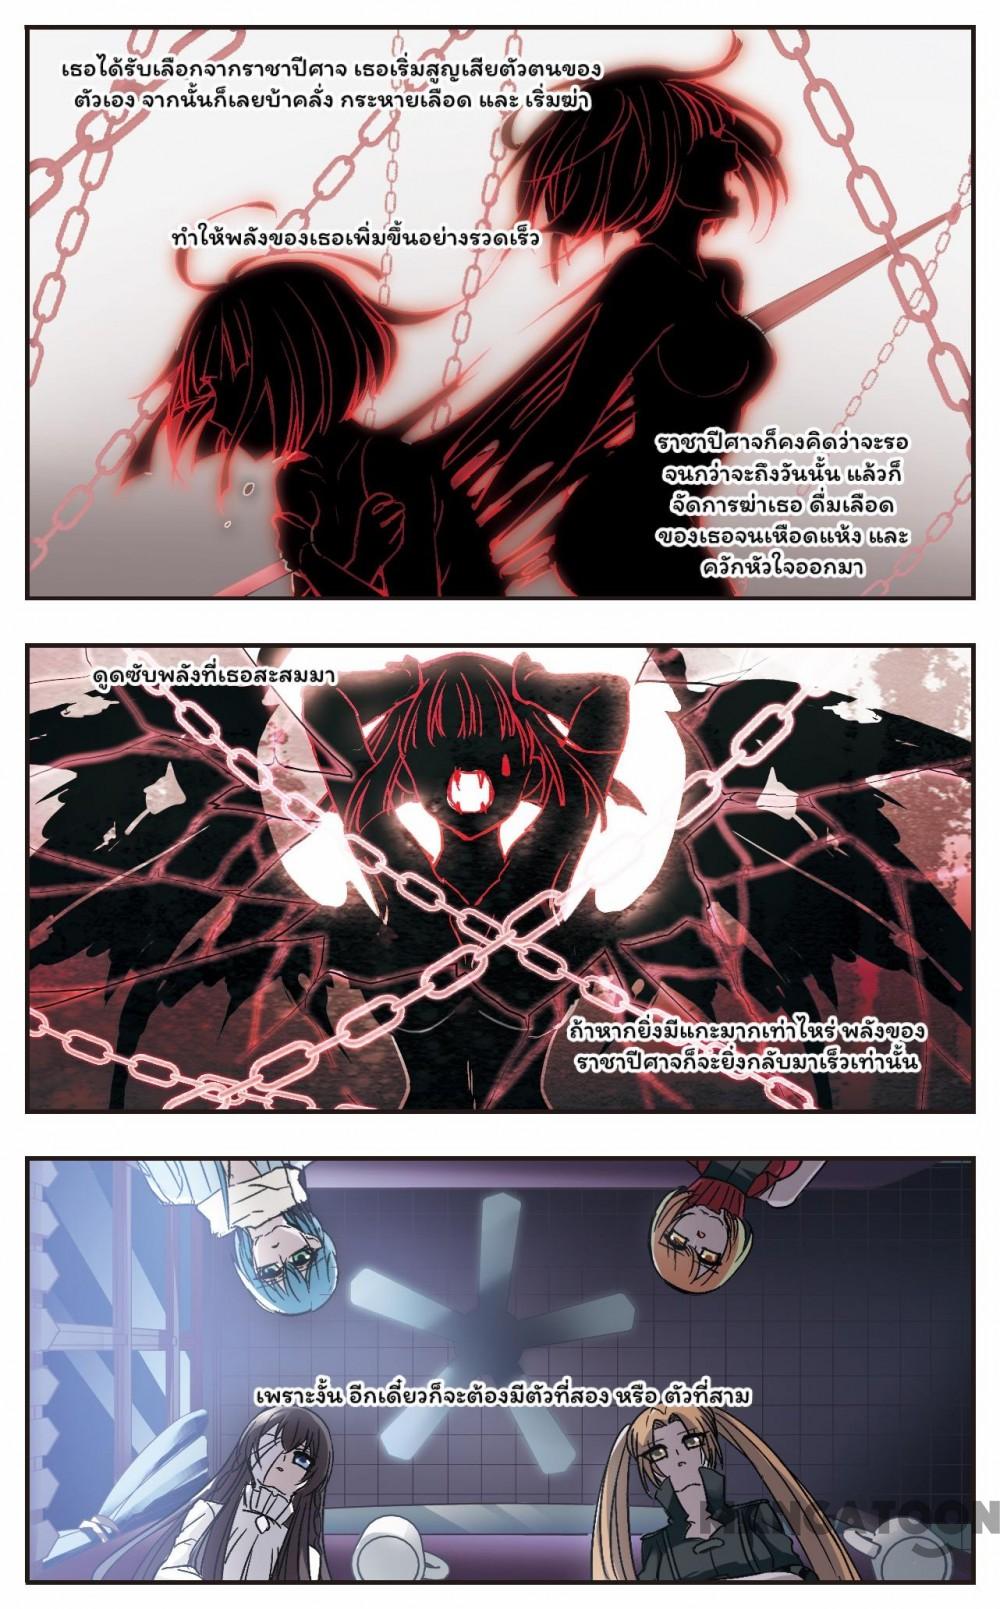 เธอได้รับเลือกจากราชาปีศาจ เธอเริ่มสูญเสียตัวตนของ
ตัวเอง จากนั้นก็เลยบ้าคลั่ง กระหายเลือด และ เริ่มฆ่า
ทำให้พลังของเธอเพิ่มขึ้นอย่างรวดเร็ว
ราชาปีศาจก็คงคิดว่าจะรอ
จนกว่าจะถึงวันนั้น แล้วก็
จัดการฆ่าเธอ ดื่มเลือด
ของเธอจนเหือดแห้ง และ
ควักหัวใจออกมา
ดูดซับพลังที่เธอสะสมมา
ถ้าหากยิ่งมีแกะมากเท่าไหร่ พลังของ
ราชาปีศาจก็จะยิ่งกลับมาเร็วเท่านั้น
เพราะงั้น อีกเดี๋ยวก็จะต้องมีตัวที่สอง หรือ ตัวที่สาม
MANGATOON